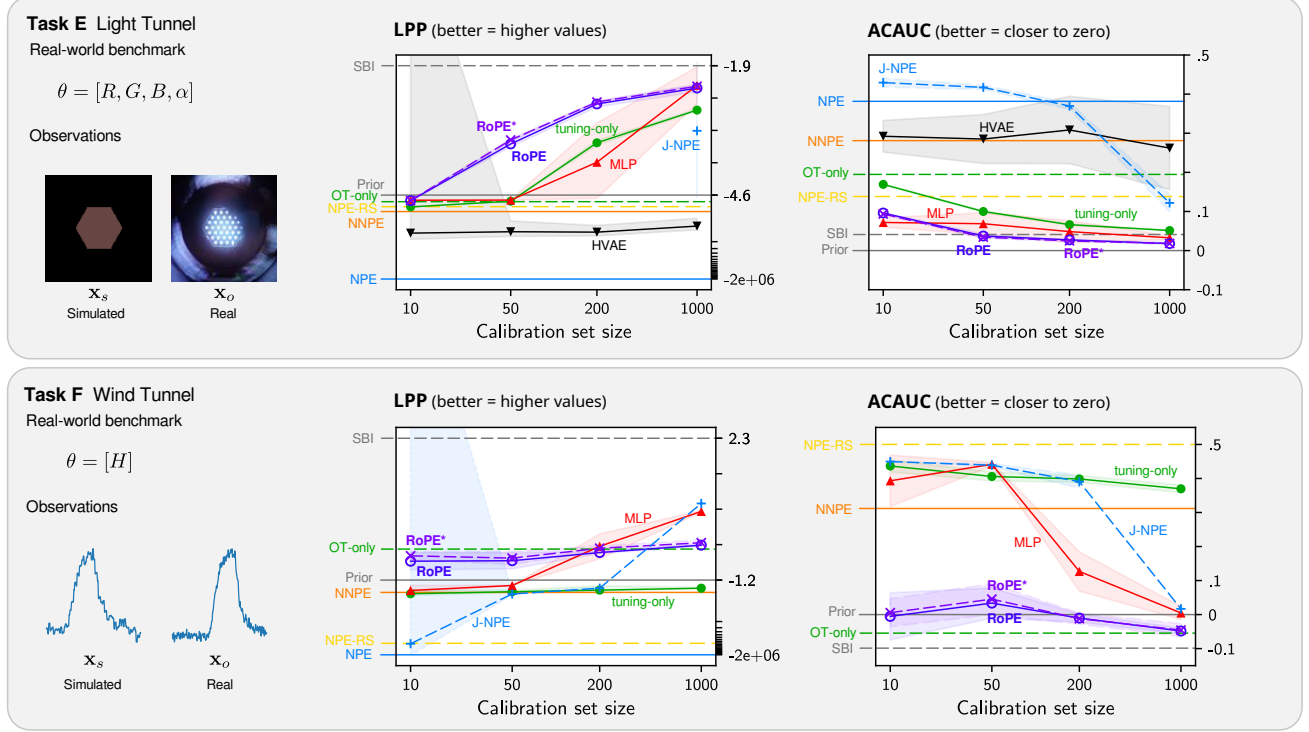 Task E Light Tunnel
Real-world benchmark
θ = [R, G, B, α]
Observations
x_s
Simulated
x_o
Real
LPP (better = higher values)
SBI
Prior
OT-only
NPE-RS
NNPE
NPE
RoPE*
RoPE
tuning-only
MLP
J-NPE
HVAE
-1.9
-4.6
-2e+06
10
50
200
1000
Calibration set size
ACAUC (better = closer to zero)
J-NPE
NPE
NNPE
OT-only
NPE-RS
SBI
Prior
HVAE
MLP
tuning-only
RoPE
RoPE*
.5
.1
0
-0.1
10
50
200
1000
Calibration set size
Task F Wind Tunnel
Real-world benchmark
θ = [H]
Observations
x_s
Simulated
x_o
Real
LPP (better = higher values)
SBI
OT-only
Prior
NNPE
NPE-RS
NPE
RoPE*
RoPE
MLP
tuning-only
J-NPE
2.3
-1.2
-2e+06
10
50
200
1000
Calibration set size
ACAUC (better = closer to zero)
NPE-RS
NNPE
Prior
OT-only
SBI
tuning-only
J-NPE
MLP
RoPE*
RoPE
.5
.1
0
-0.1
10
50
200
1000
Calibration set size